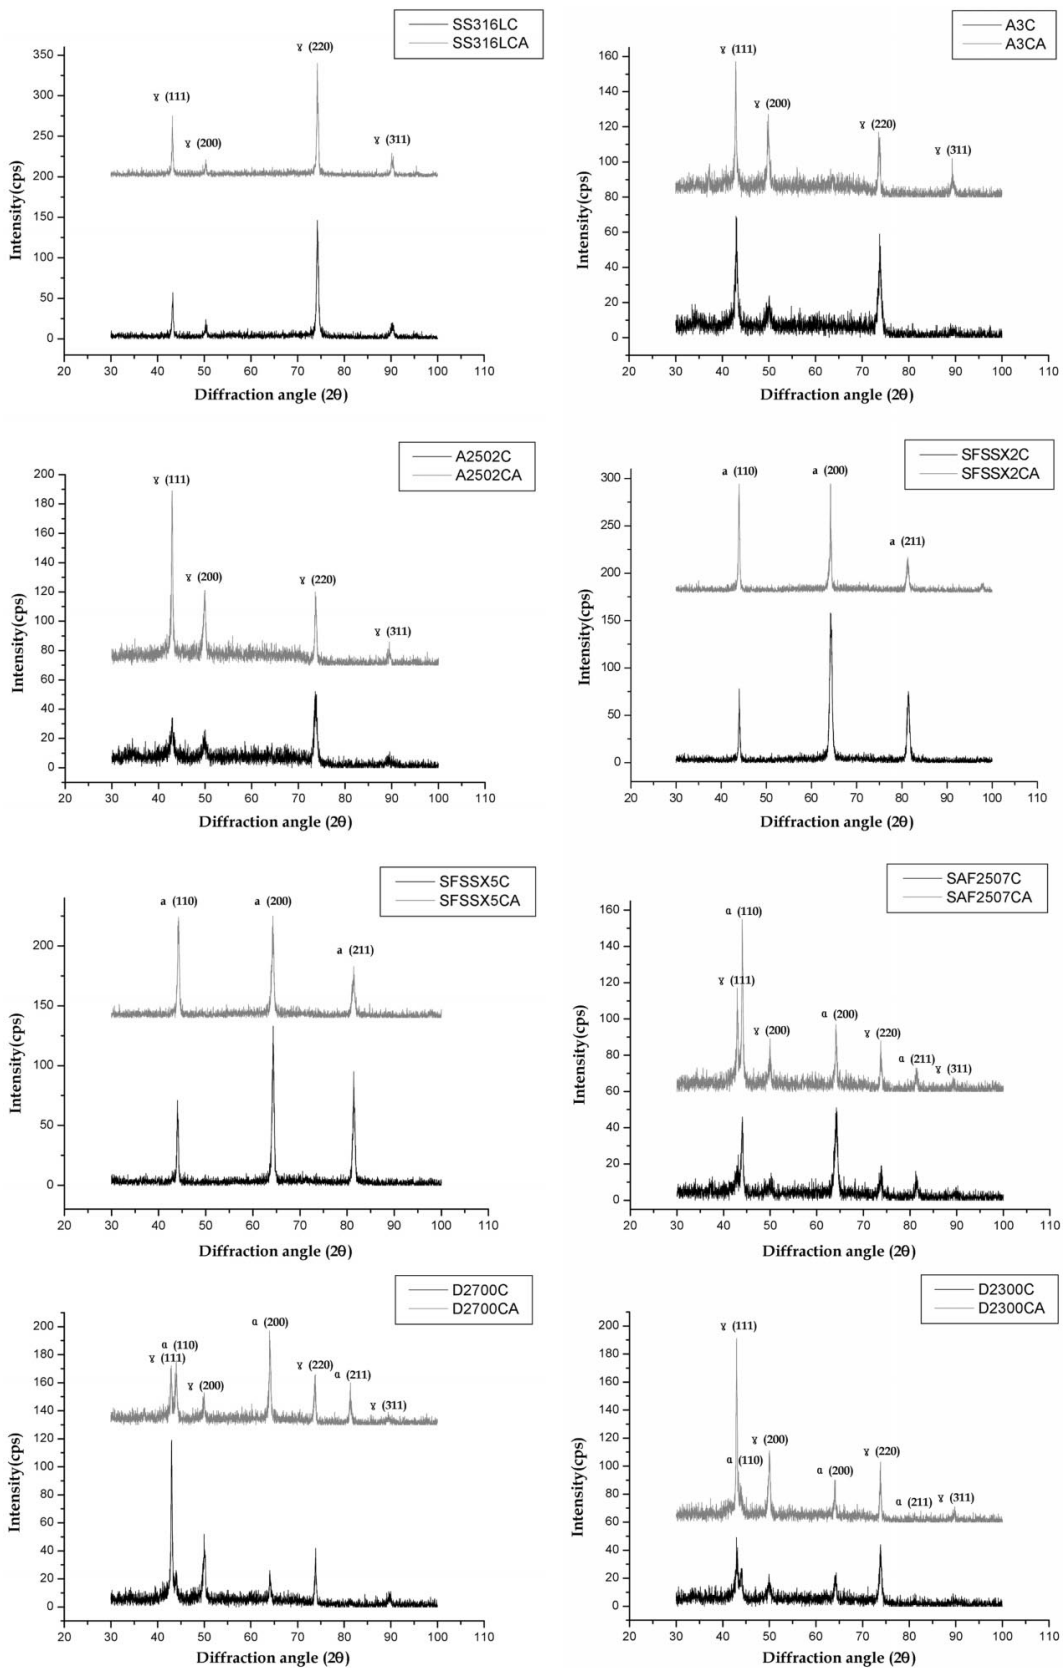 SS316LC
SS316LCA
ɣ (220)
ɣ (111)
ɣ (200)
ɣ (311)
350
300
250
200
150
100
50
0
Intensity(cps)
20 30 40 50 60 70 80 90 100 110
Diffraction angle (2θ)
A3C
A3CA
ɣ (111)
ɣ (200)
ɣ (220)
ɣ (311)
160
140
120
100
80
60
40
20
0
Intensity(cps)
20 30 40 50 60 70 80 90 100 110
Diffraction angle (2θ)
A2502C
A2502CA
ɣ (111)
ɣ (200)
ɣ (220)
ɣ (311)
200
180
160
140
120
100
80
60
40
20
0
Intensity(cps)
20 30 40 50 60 70 80 90 100 110
Diffraction angle (2θ)
SFSSX2C
SFSSX2CA
a (110)
a (200)
a (211)
300
250
200
150
100
50
0
Intensity(cps)
20 30 40 50 60 70 80 90 100 110
Diffraction angle (2θ)
SFSSX5C
SFSSX5CA
a (110)
a (200)
a (211)
200
150
100
50
0
Intensity(cps)
20 30 40 50 60 70 80 90 100 110
Diffraction angle (2θ)
SAF2507C
SAF2507CA
α (110)
ɣ (111)
ɣ (200)
α (200)
ɣ (220)
α (211)
ɣ (311)
160
140
120
100
80
60
40
20
0
Intensity(cps)
20 30 40 50 60 70 80 90 100 110
Diffraction angle (2θ)
D2700C
D2700CA
α (200)
α (110)
ɣ (111)
ɣ (200)
ɣ (220)
α (211)
ɣ (311)
200
180
160
140
120
100
80
60
40
20
0
Intensity(cps)
20 30 40 50 60 70 80 90 100 110
Diffraction angle (2θ)
D2300C
D2300CA
ɣ (111)
ɣ (200)
α (110)
α (200)
ɣ (220)
α (211)
ɣ (311)
200
180
160
140
120
100
80
60
40
20
0
Intensity(cps)
20 30 40 50 60 70 80 90 100 110
Diffraction angle (2θ)